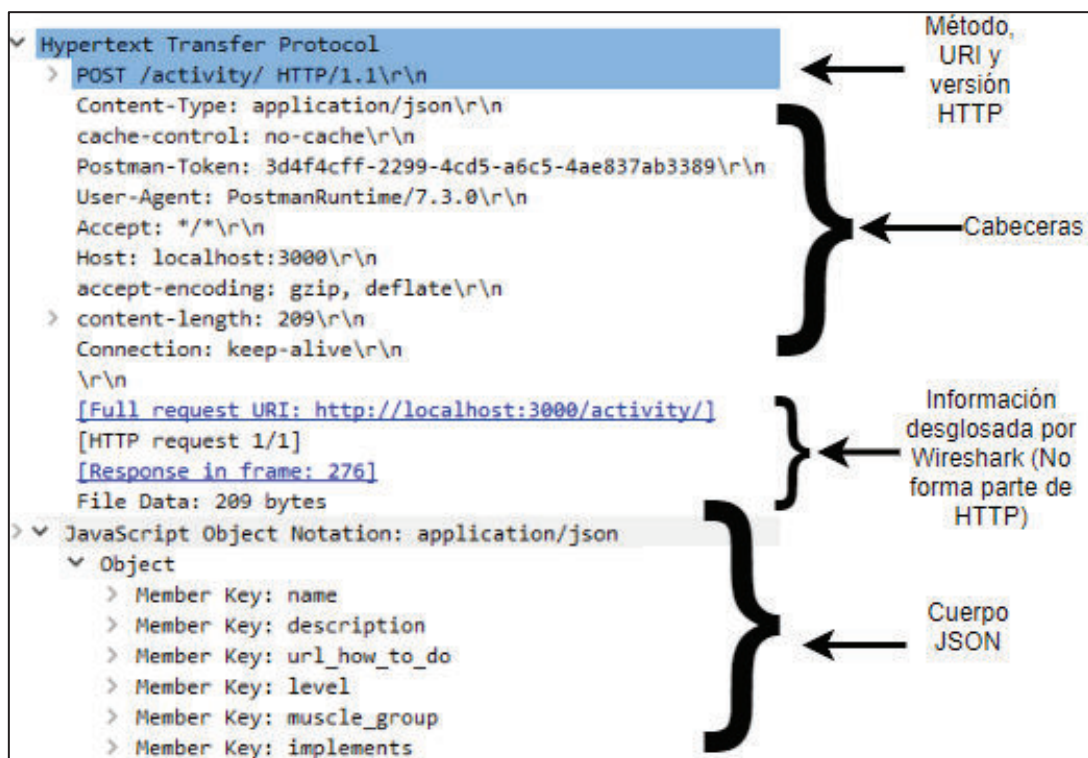 Hypertext Transfer Protocol
POST /activity/ HTTP/1.1\r\n
Content-Type: application/json\r\n
cache-control: no-cache\r\n
Postman-Token: 3d4f4cff-2299-4cd5-a6c5-4ae837ab3389\r\n
User-Agent: PostmanRuntime/7.3.0\r\n
Accept: */*\r\n
Host: localhost:3000\r\n
accept-encoding: gzip, deflate\r\n
content-length: 209\r\n
Connection: keep-alive\r\n
\r\n
[Full request URI: http://localhost:3000/activity/]
[HTTP request 1/1]
[Response in frame: 276]
File Data: 209 bytes
JavaScript Object Notation: application/json
Object
Member Key: name
Member Key: description
Member Key: url_how_to_do
Member Key: level
Member Key: muscle_group
Member Key: implements
Método,
URI y
versión
HTTP
Cabeceras
Información
desglosada por
Wireshark (No
forma parte de
HTTP)
Cuerpo
JSON